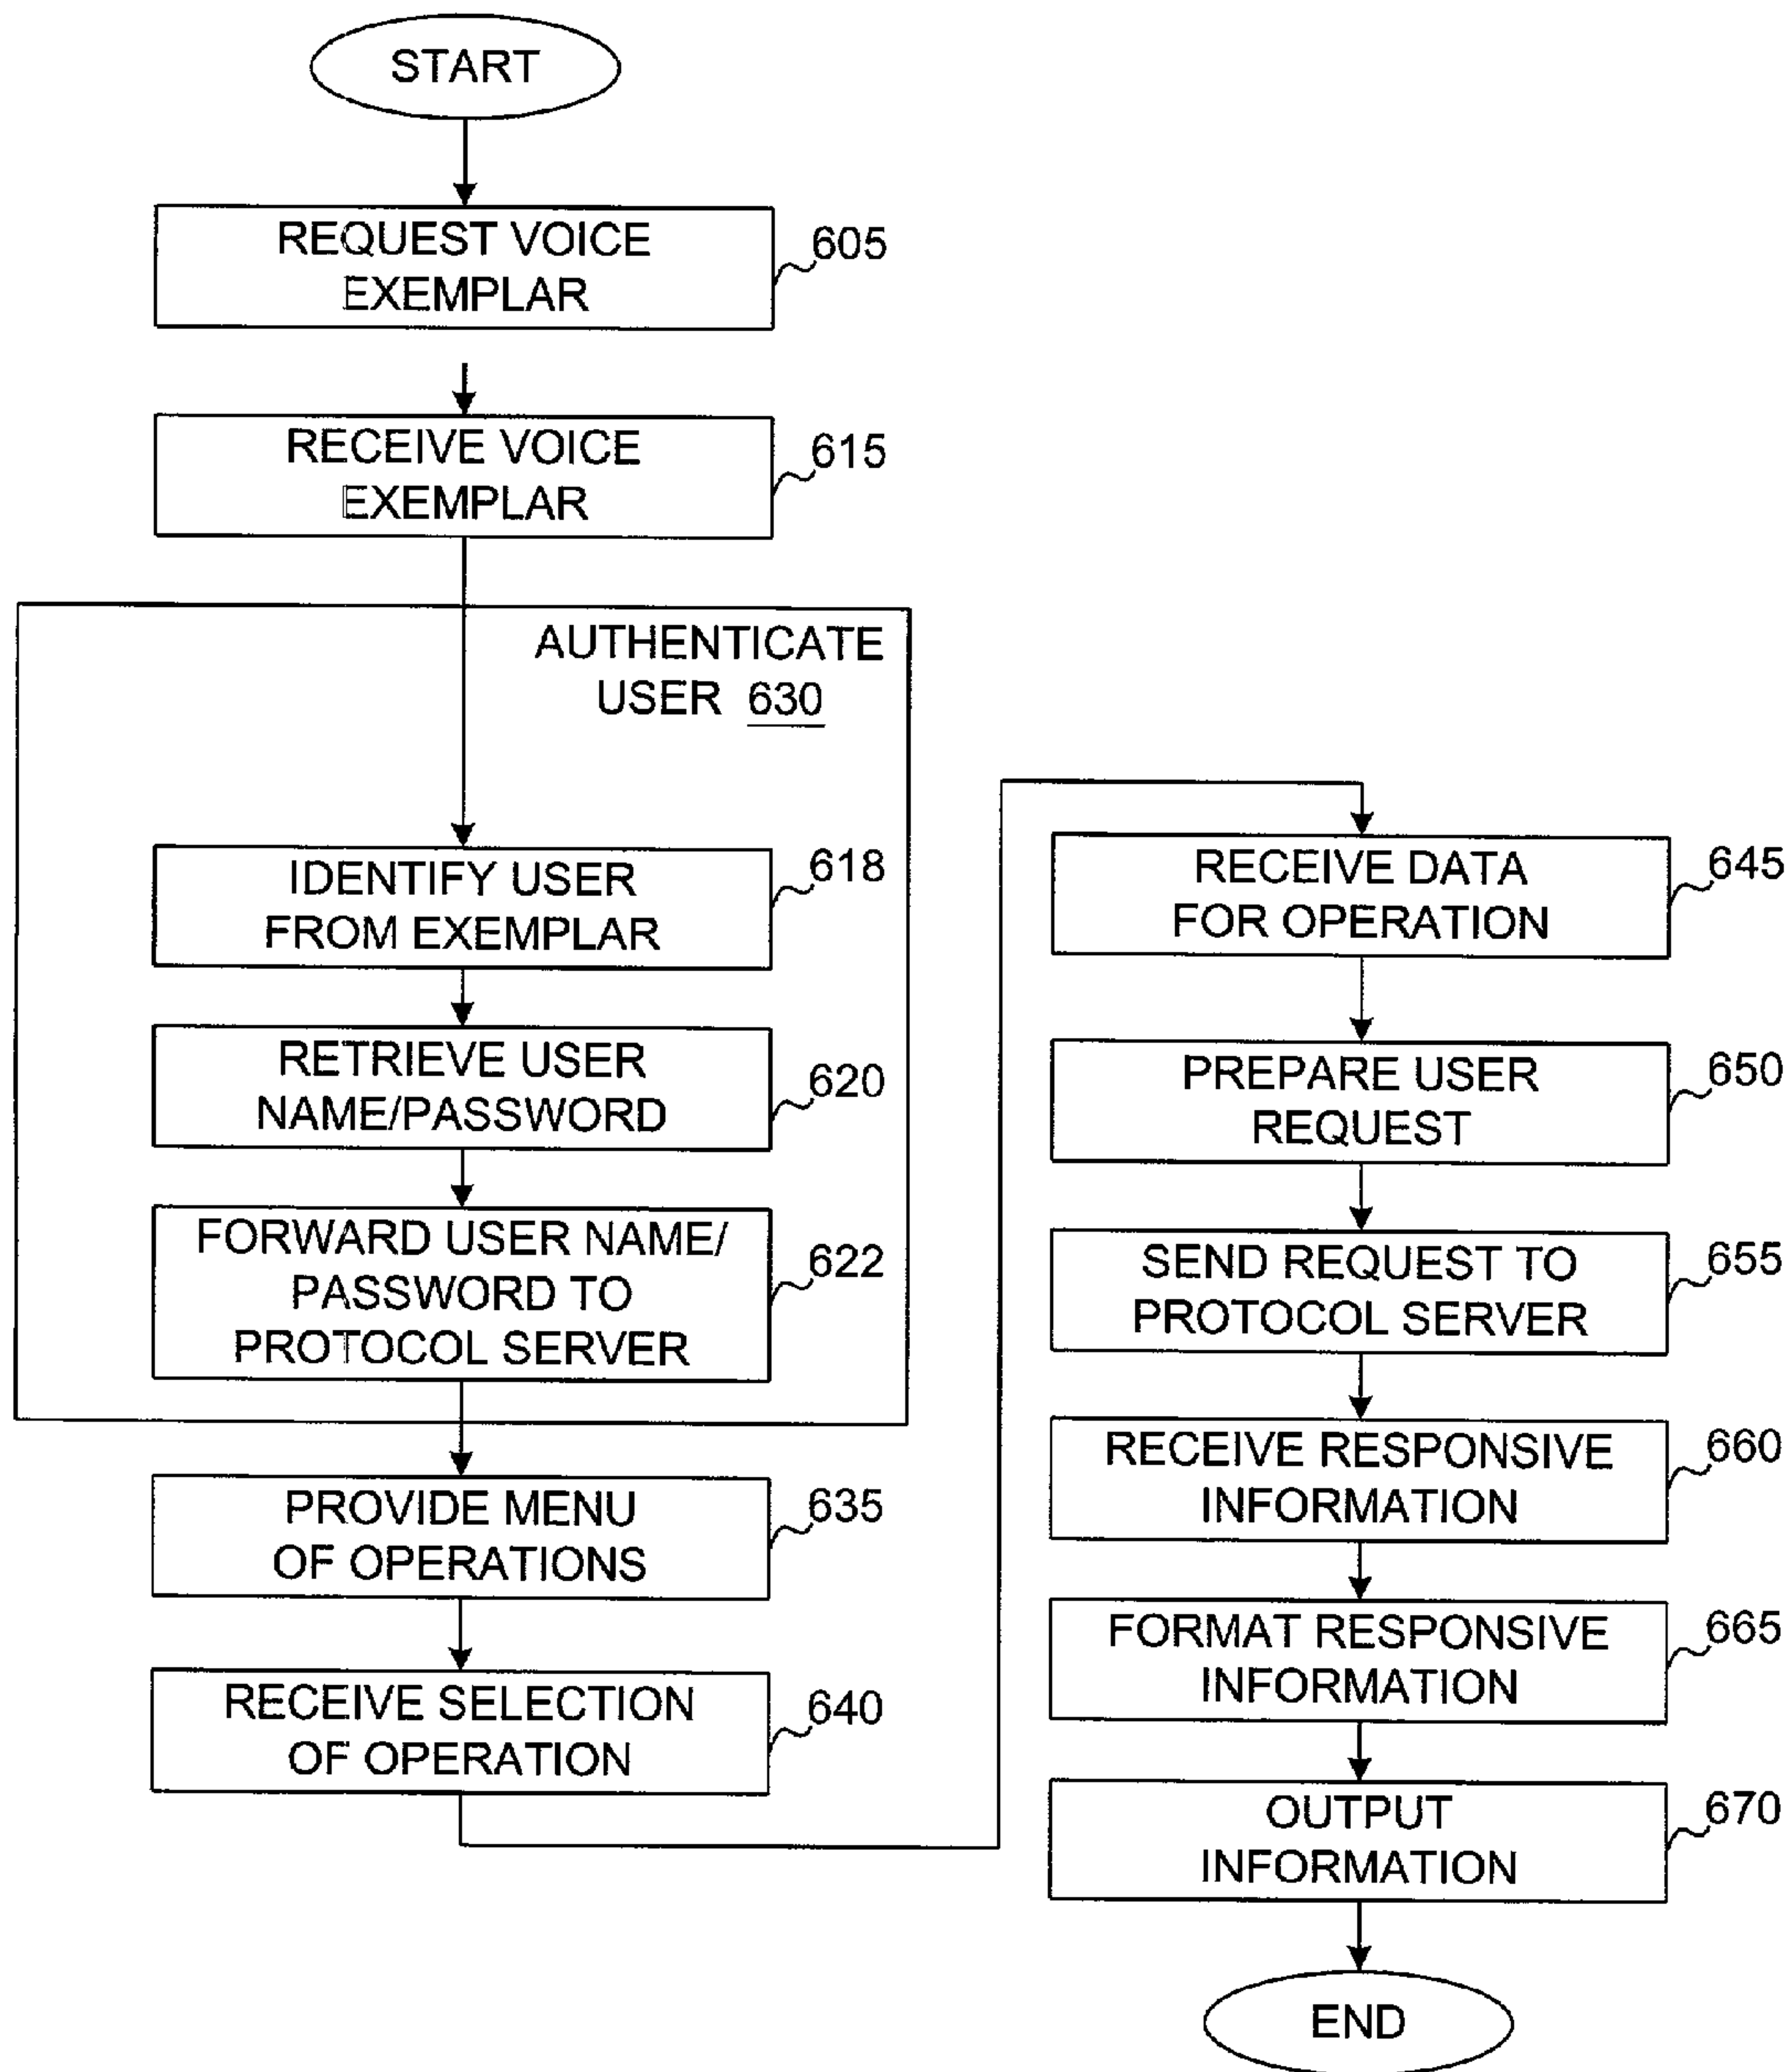 START
REQUEST VOICE
EXEMPLAR
605
RECEIVE VOICE
EXEMPLAR
615
AUTHENTICATE
USER 630
IDENTIFY USER
FROM EXEMPLAR
618
RETRIEVE USER
NAME/PASSWORD
620
FORWARD USER NAME/
PASSWORD TO
PROTOCOL SERVER
622
PROVIDE MENU
OF OPERATIONS
635
RECEIVE SELECTION
OF OPERATION
640
RECEIVE DATA
FOR OPERATION
645
PREPARE USER
REQUEST
650
SEND REQUEST TO
PROTOCOL SERVER
655
RECEIVE RESPONSIVE
INFORMATION
660
FORMAT RESPONSIVE
INFORMATION
665
OUTPUT
INFORMATION
670
END